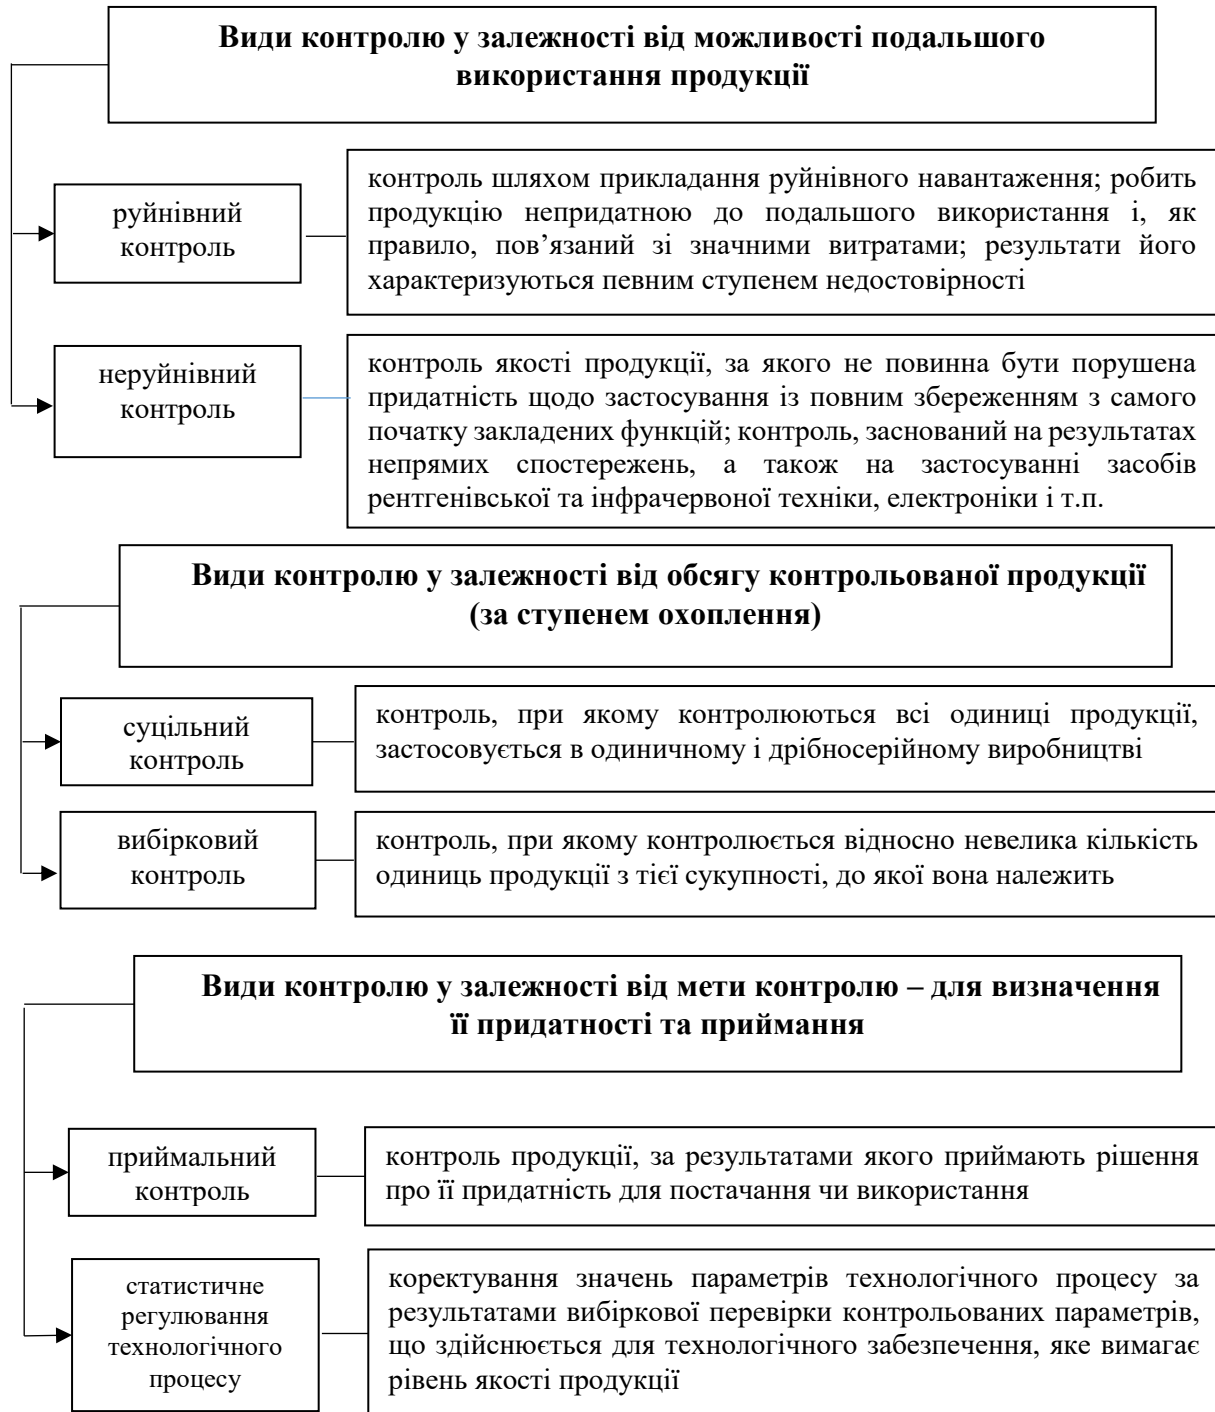 Види контролю у залежності від можливості подальшого
використання продукції
руйнівний
контроль
контроль шляхом прикладання руйнівного навантаження; робить
продукцію непридатною до подальшого використання і, як
правило, пов’язаний зі значними витратами; результати його
характеризуються певним ступенем недостовірності
неруйнівний
контроль
контроль якості продукції, за якого не повинна бути порушена
придатність щодо застосування із повним збереженням з самого
початку закладених функцій; контроль, заснований на результатах
непрямих спостережень, а також на застосуванні засобів
рентгенівської та інфрачервоної техніки, електроніки і т.п.
Види контролю у залежності від обсягу контрольованої продукції
(за ступенем охоплення)
суцільний
контроль
контроль, при якому контролюються всі одиниці продукції,
застосовується в одиничному і дрібносерійному виробництві
вибірковий
контроль
контроль, при якому контролюється відносно невелика кількість
одиниць продукції з тієї сукупності, до якої вона належить
Види контролю у залежності від мети контролю – для визначення
її придатності та приймання
приймальний
контроль
контроль продукції, за результатами якого приймають рішення
про її придатність для постачання чи використання
статистичне
регулювання
технологічного
процесу
коректування значень параметрів технологічного процесу за
результатами вибіркової перевірки контрольованих параметрів,
що здійснюється для технологічного забезпечення, яке вимагає
рівень якості продукції